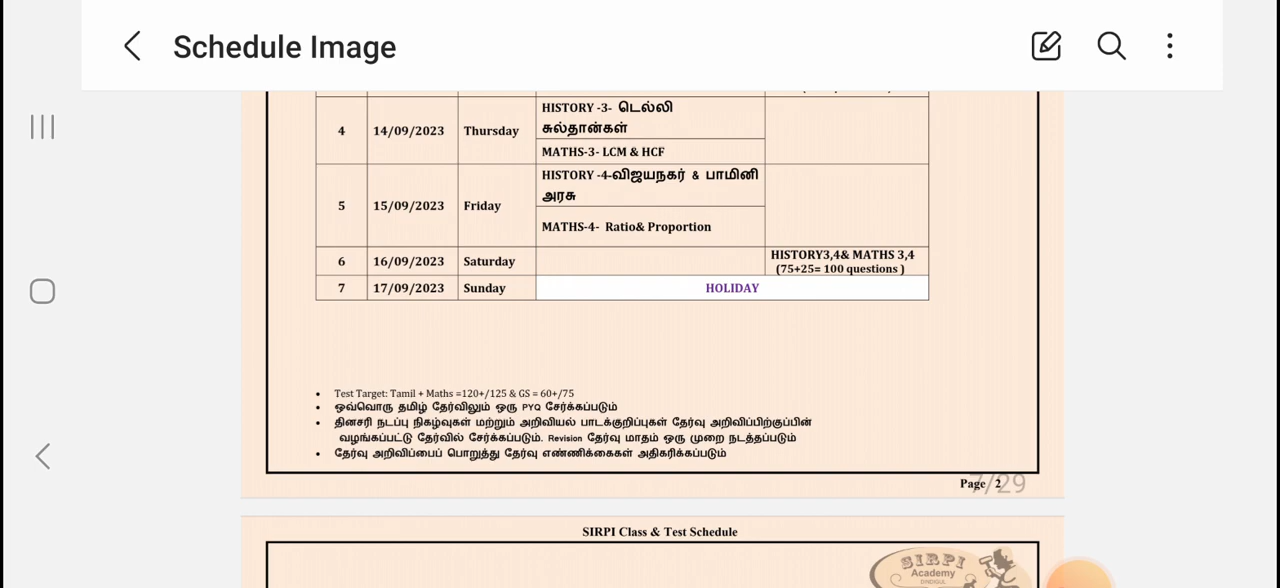 Schedule Image
4 14/09/2023 Thursday HISTORY -3- டெல்லி
சுல்தான்கள்
MATHS-3- LCM & HCF
5 15/09/2023 Friday HISTORY -4-விஜயநகர் & பாமினி
அரசு
MATHS-4- Ratio& Proportion
6 16/09/2023 Saturday HISTORY3,4& MATHS 3,4
(75+25= 100 questions )
7 17/09/2023 Sunday HOLIDAY
• Test Target: Tamil + Maths =120+/125 & GS = 60+/75
• ஒவ்வொரு தமிழ் தேர்விலும் ஒரு PYQ சேர்க்கப்படும்
• தினசரி நடப்பு நிகழ்வுகள் மற்றும் அறிவியல் பாடக்குறிப்புகள் தேர்வு அறிவிப்பிற்குப்பின்
வழங்கப்பட்டு தேர்வில் சேர்க்கப்படும். Revision தேர்வு மாதம் ஒரு முறை நடத்தப்படும்
• தேர்வு அறிவிப்பைப் பொறுத்து தேர்வு எண்ணிக்கைகள் அதிகரிக்கப்படும்
Page 2
7/29
SIRPI Class & Test Schedule
SIRPI
Academy
DINDIGUL